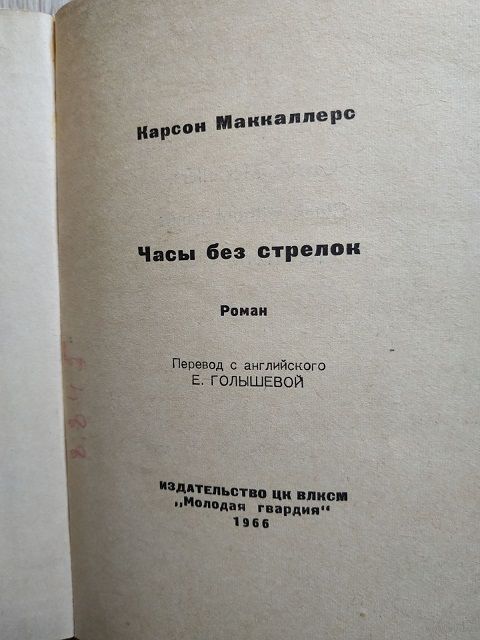 Карсон Маккаллерс
Часы без стрелок
Роман
Перевод с английского
Е. ГОЛЫШЕВОЙ
ИЗДАТЕЛЬСТВО ЦК ВЛКСМ
„Молодая гвардия“
1966